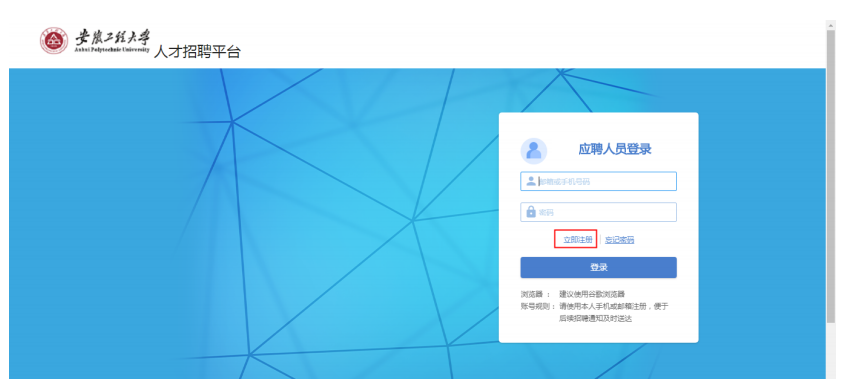 安徽工程大学
Anhui Polytechnic University
人才招聘平台
应聘人员登录
邮箱或手机号码
密码
立即注册 | 忘记密码
登录
浏览器 : 建议使用谷歌浏览器
账号规则 : 请使用本人手机或邮箱注册,便于
后续招聘通知及时送达